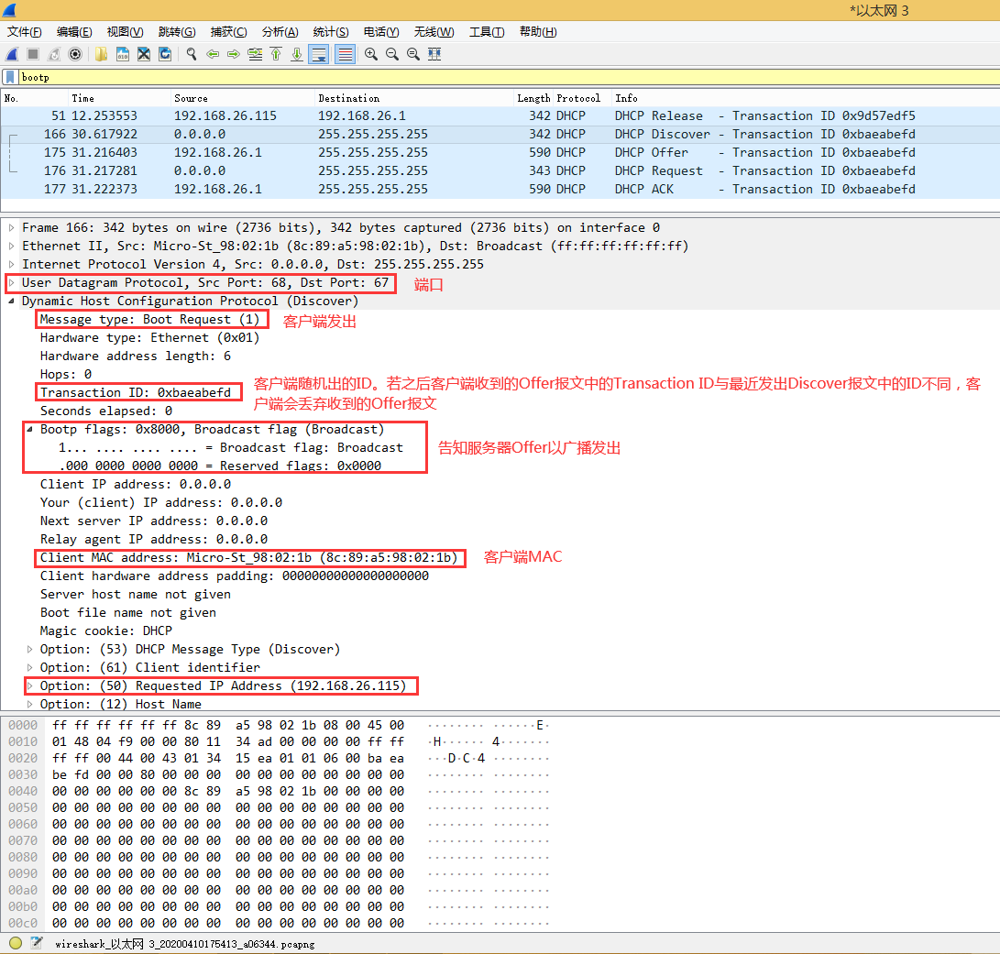 *以太网 3
文件(F) 编辑(E) 视图(V) 跳转(G) 捕获(C) 分析(A) 统计(S) 电话(Y) 无线(W) 工具(T) 帮助(H)
bootp
No. Time Source Destination Length Protocol Info
51 12.253553 192.168.26.115 192.168.26.1 342 DHCP DHCP Release - Transaction ID 0x9d57edf5
166 30.617922 0.0.0.0 255.255.255.255 342 DHCP DHCP Discover - Transaction ID 0xbaeabefd
175 31.216403 192.168.26.1 255.255.255.255 590 DHCP DHCP Offer - Transaction ID 0xbaeabefd
176 31.217281 0.0.0.0 255.255.255.255 343 DHCP DHCP Request - Transaction ID 0xbaeabefd
177 31.222373 192.168.26.1 255.255.255.255 590 DHCP DHCP ACK - Transaction ID 0xbaeabefd
Frame 166: 342 bytes on wire (2736 bits), 342 bytes captured (2736 bits) on interface 0
Ethernet II, Src: Micro-St_98:02:1b (8c:89:a5:98:02:1b), Dst: Broadcast (ff:ff:ff:ff:ff:ff)
Internet Protocol Version 4, Src: 0.0.0.0, Dst: 255.255.255.255
User Datagram Protocol, Src Port: 68, Dst Port: 67 端口
Dynamic Host Configuration Protocol (Discover)
Message type: Boot Request (1) 客户端发出
Hardware type: Ethernet (0x01)
Hardware address length: 6
Hops: 0
Transaction ID: 0xbaeabefd 客户端随机出的ID。若之后客户端收到的Offer报文中的Transaction ID与最近发出Discover报文中的ID不同，客
户端会丢弃收到的Offer报文
Seconds elapsed: 0
Bootp flags: 0x8000, Broadcast flag (Broadcast)
1... .... .... .... = Broadcast flag: Broadcast 告知服务器Offer以广播发出
.000 0000 0000 0000 = Reserved flags: 0x0000
Client IP address: 0.0.0.0
Your (client) IP address: 0.0.0.0
Next server IP address: 0.0.0.0
Relay agent IP address: 0.0.0.0
Client MAC address: Micro-St_98:02:1b (8c:89:a5:98:02:1b) 客户端MAC
Client hardware address padding: 00000000000000000000
Server host name not given
Boot file name not given
Magic cookie: DHCP
Option: (53) DHCP Message Type (Discover)
Option: (61) Client identifier
Option: (50) Requested IP Address (192.168.26.115)
Option: (12) Host Name
0000 ff ff ff ff ff ff 8c 89 a5 98 02 1b 08 00 45 00 ········ ······E·
0010 01 48 04 f9 00 00 80 11 34 ad 00 00 00 00 ff ff ·H······ 4·······
0020 ff ff 00 44 00 43 01 34 15 ea 01 01 06 00 ba ea ···D·C·4 ········
0030 be fd 00 00 80 00 00 00 00 00 00 00 00 00 00 00 ········ ········
0040 00 00 00 00 00 00 8c 89 a5 98 02 1b 00 00 00 00 ········ ········
0050 00 00 00 00 00 00 00 00 00 00 00 00 00 00 00 00 ········ ········
0060 00 00 00 00 00 00 00 00 00 00 00 00 00 00 00 00 ········ ········
0070 00 00 00 00 00 00 00 00 00 00 00 00 00 00 00 00 ········ ········
0080 00 00 00 00 00 00 00 00 00 00 00 00 00 00 00 00 ········ ········
0090 00 00 00 00 00 00 00 00 00 00 00 00 00 00 00 00 ········ ········
00a0 00 00 00 00 00 00 00 00 00 00 00 00 00 00 00 00 ········ ········
00b0 00 00 00 00 00 00 00 00 00 00 00 00 00 00 00 00 ········ ········
00c0 00 00 00 00 00 00 00 00 00 00 00 00 00 00 00 00 ········ ········
wireshark_以太网 3_20200410175413_a06344.pcapng